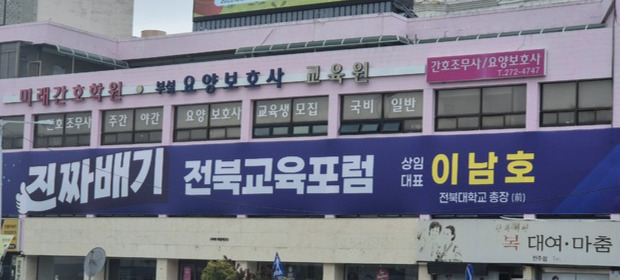 미래간호학원 · 부설 요양보호사 교육원
간호조무사/요양보호사
T.272-4747
간호조무사 주간 야간 요양보호사 교육생 모집 국비 일반
진짜배기 전북교육포럼 상임대표 이남호
전북대학교 총장(前)
복 대여·마춤
전주점